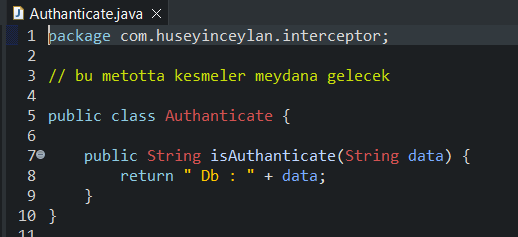 Authanticate.java
1 package com.huseyinceylan.interceptor;
2
3 // bu metotta kesmeler meydana gelecek
4
5 public class Authanticate {
6
7 public String isAuthanticate(String data) {
8 return " Db : " + data;
9 }
10 }
11